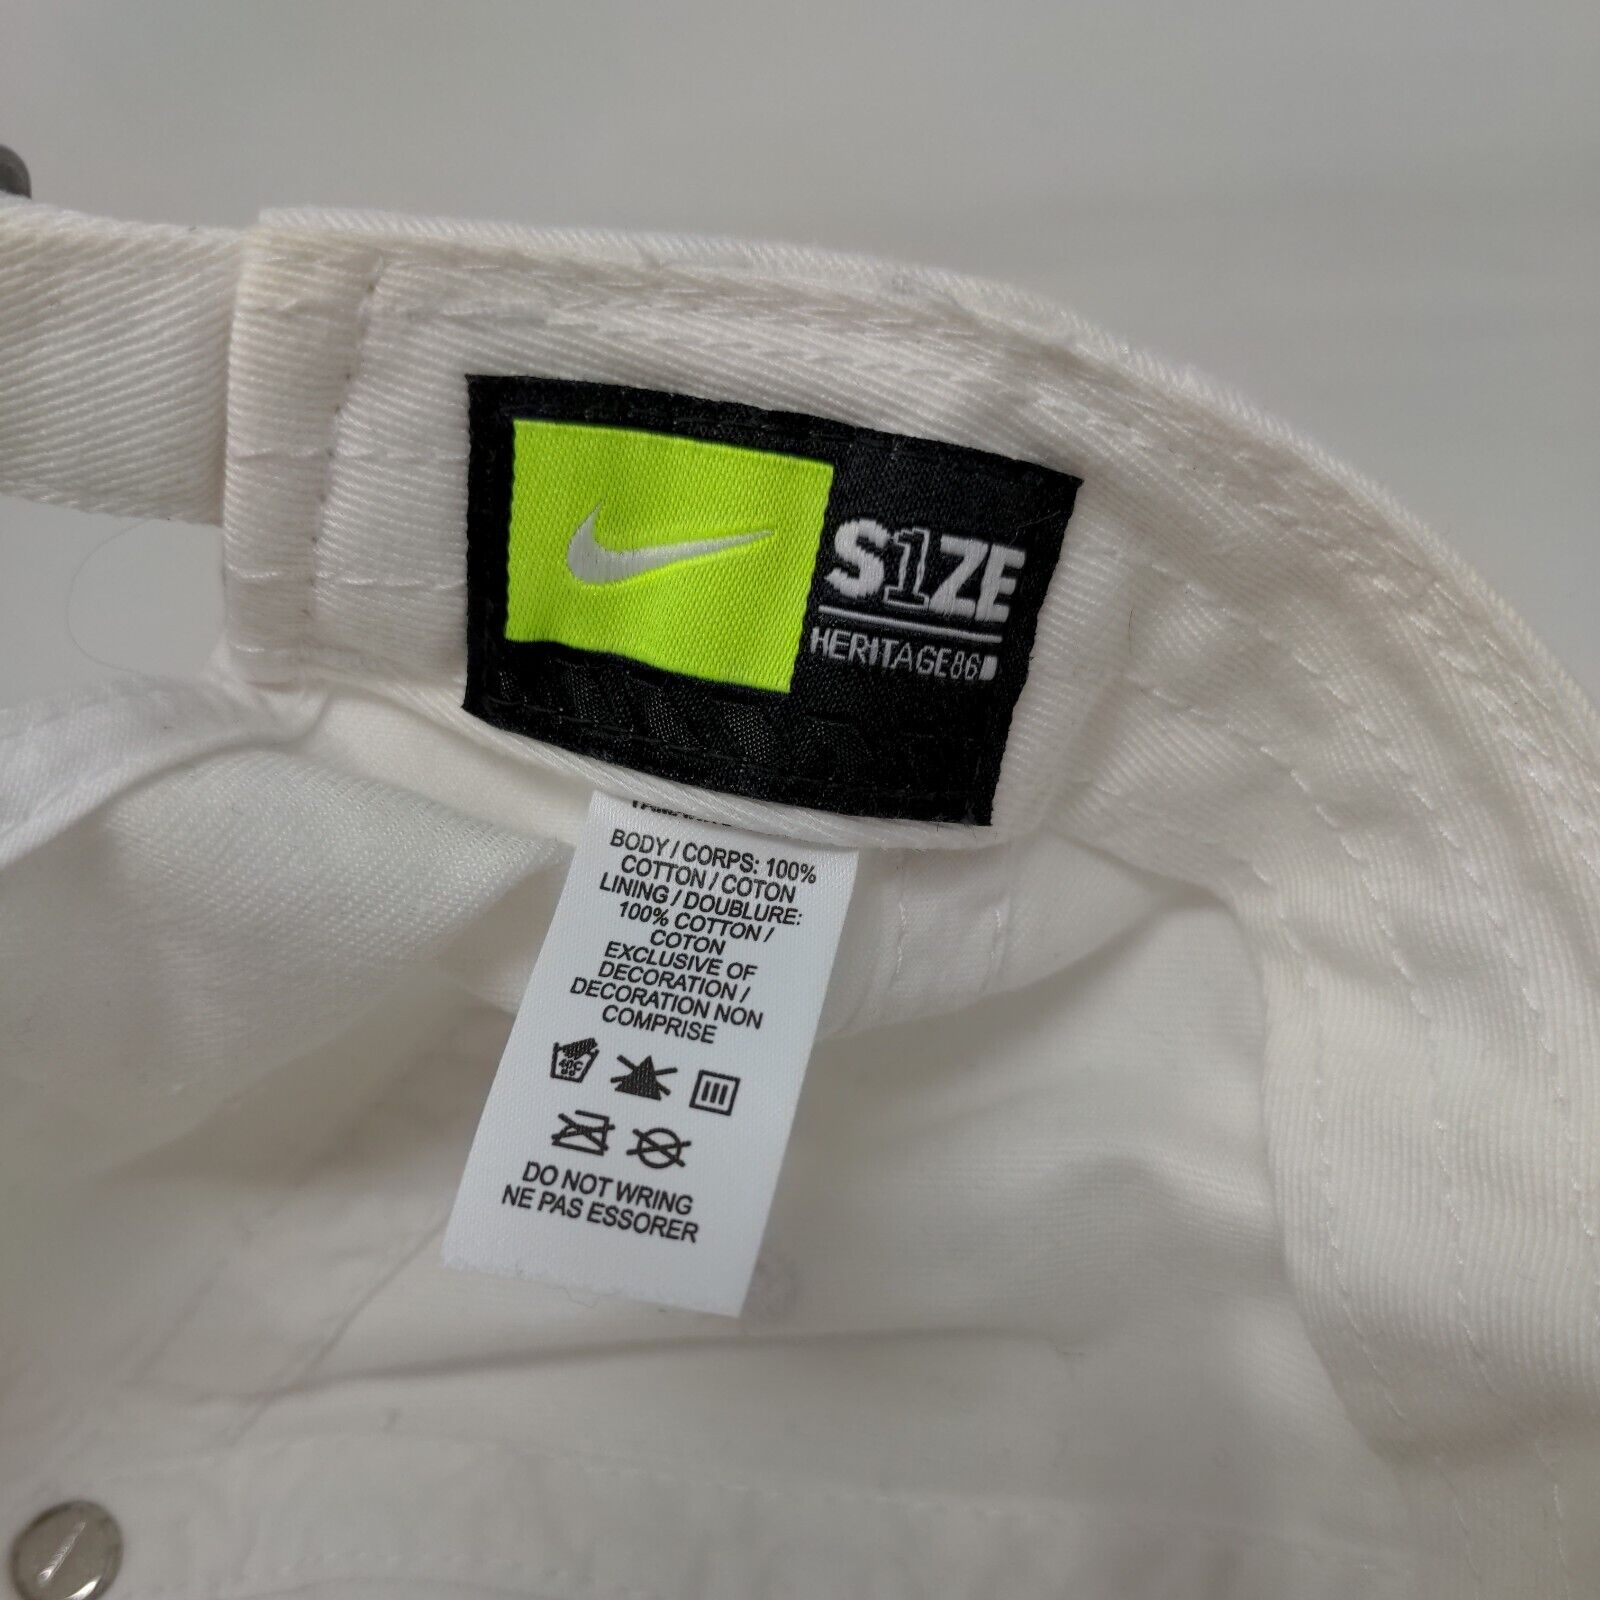 S1ZE
HERITAGE86
BODY / CORPS: 100%
COTTON / COTON
LINING / DOUBLURE:
100% COTTON /
COTON
EXCLUSIVE OF
DECORATION /
DECORATION NON
COMPRISE
40C
DO NOT WRING
NE PAS ESSORER